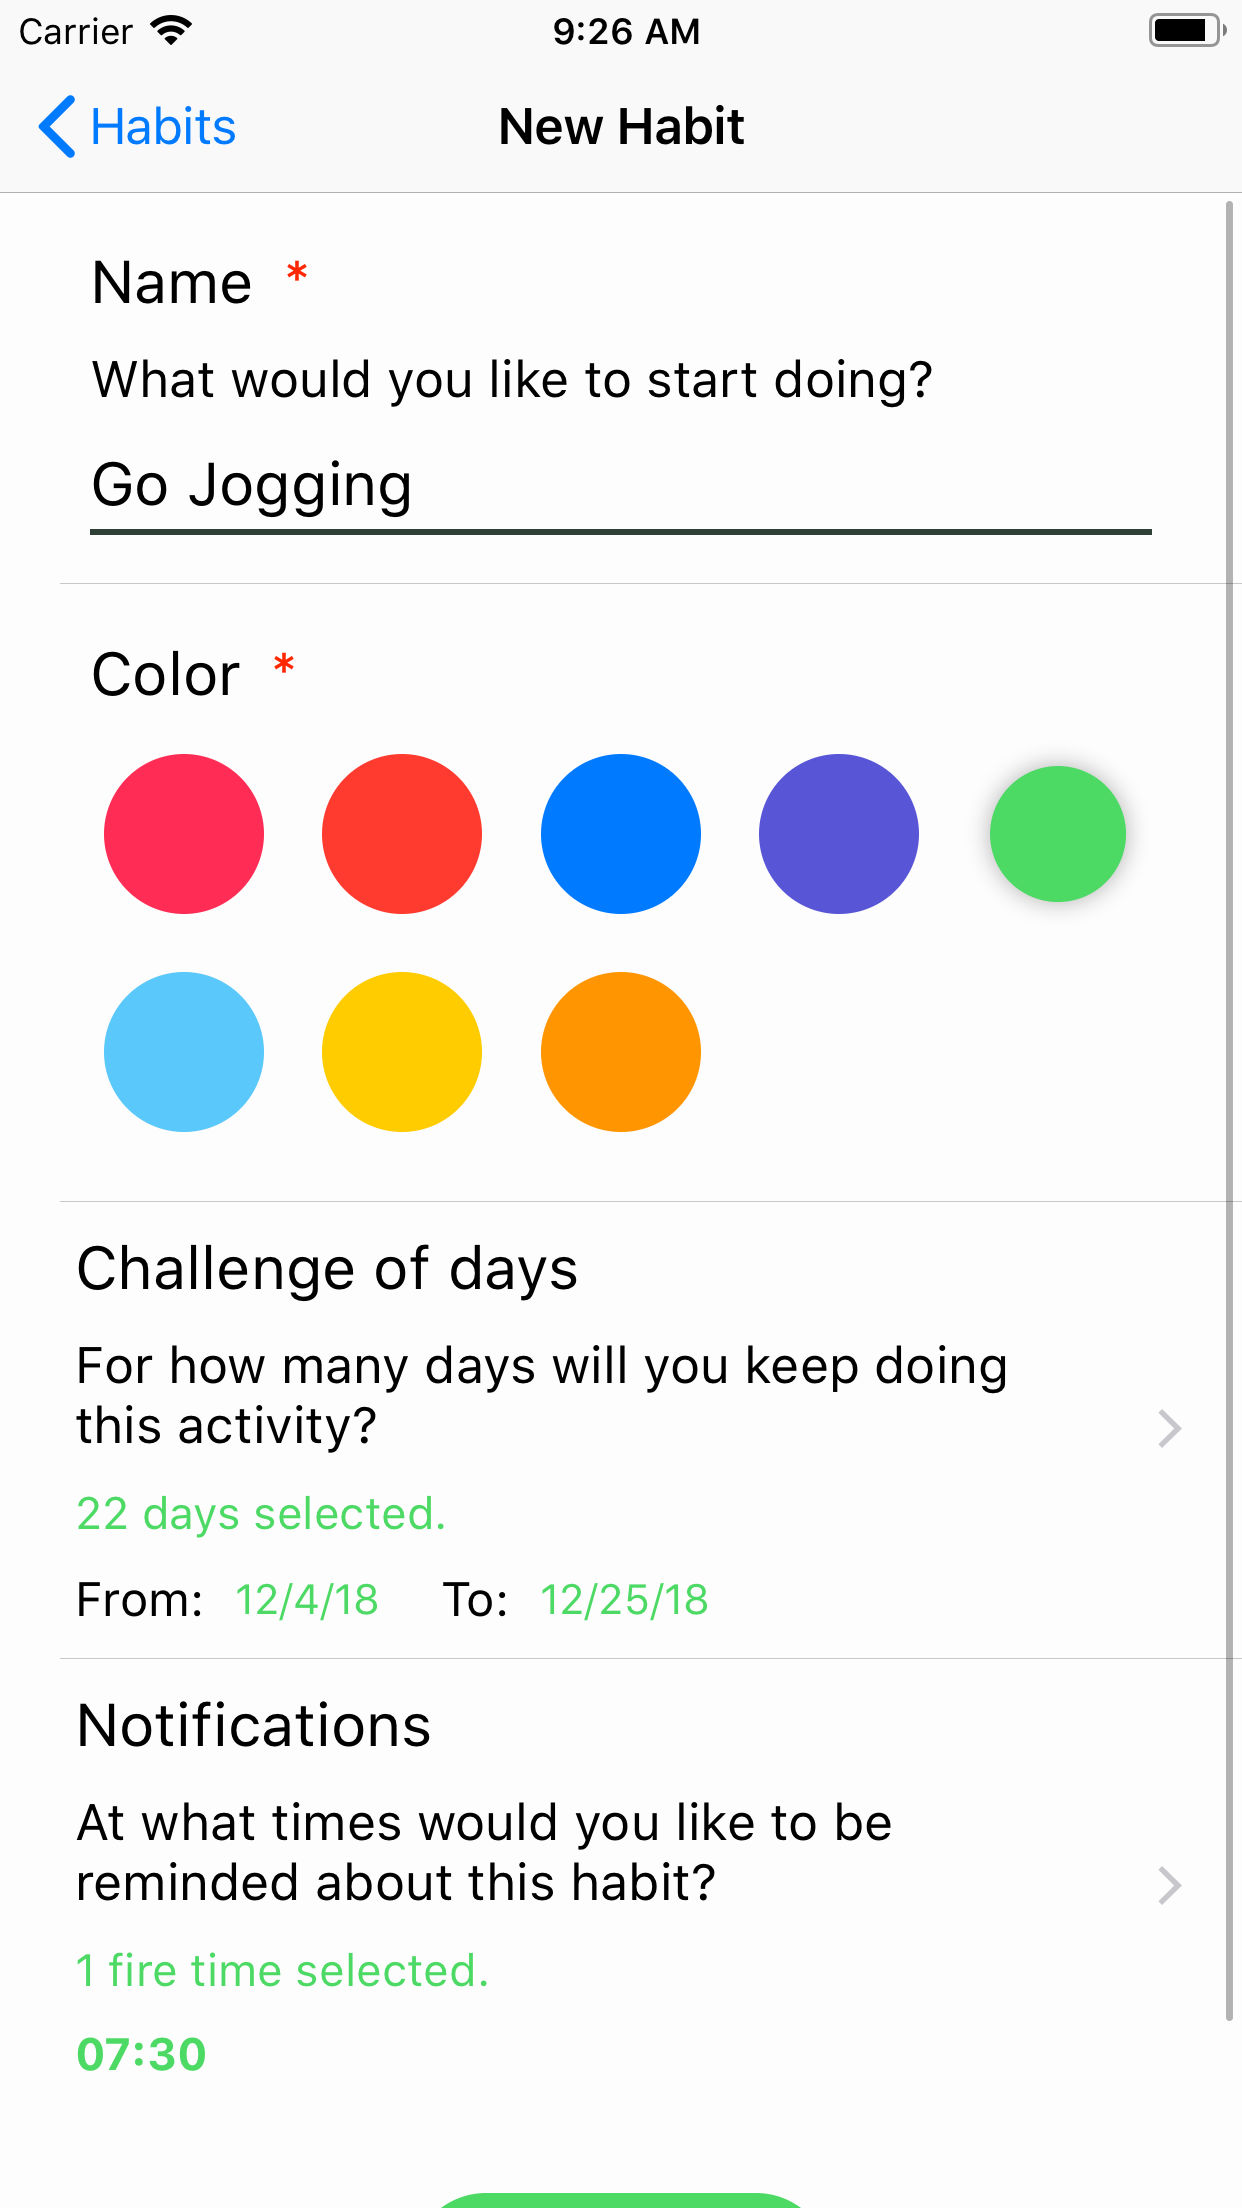 Carrier 9:26 AM
Habits New Habit
Name *
What would you like to start doing?
Go Jogging
Color *
Challenge of days
For how many days will you keep doing
this activity?
22 days selected.
From: 12/4/18 To: 12/25/18
Notifications
At what times would you like to be
reminded about this habit?
1 fire time selected.
07:30